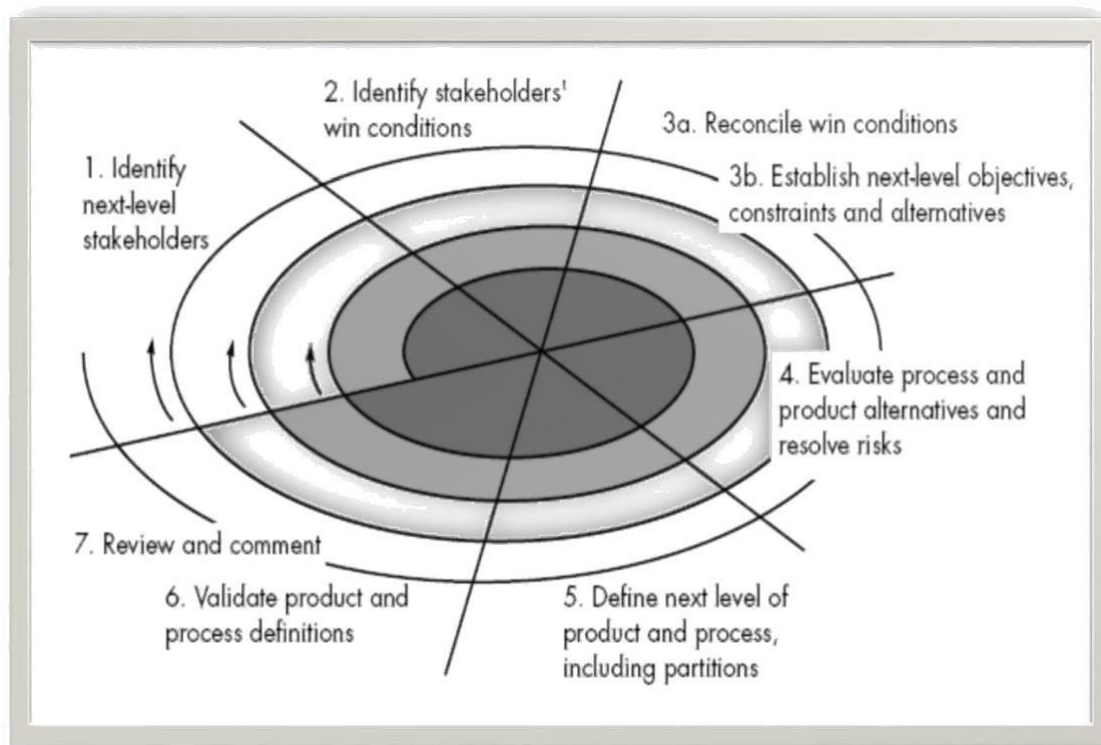 1. Identify
next-level
stakeholders
2. Identify stakeholders'
win conditions
3a. Reconcile win conditions
3b. Establish next-level objectives,
constraints and alternatives
4. Evaluate process and
product alternatives and
resolve risks
5. Define next level of
product and process,
including partitions
6. Validate product and
process definitions
7. Review and comment